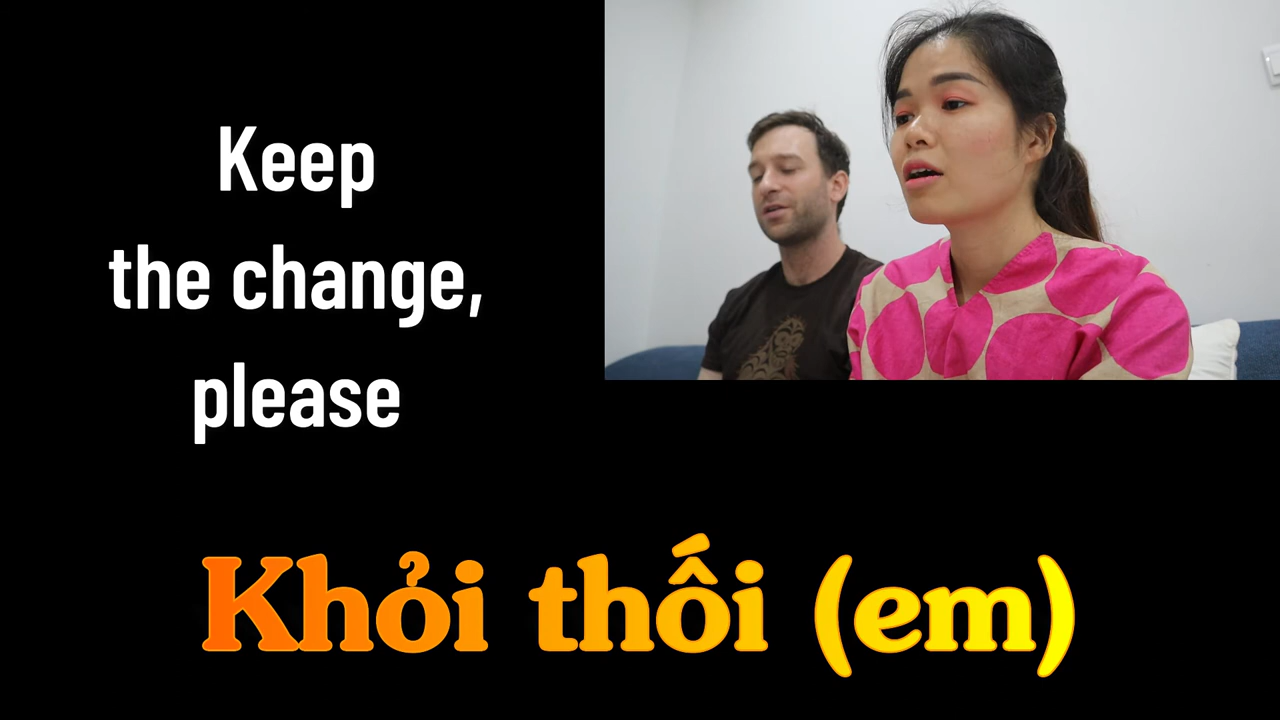 Keep
the change,
please
Khỏi thối (em)